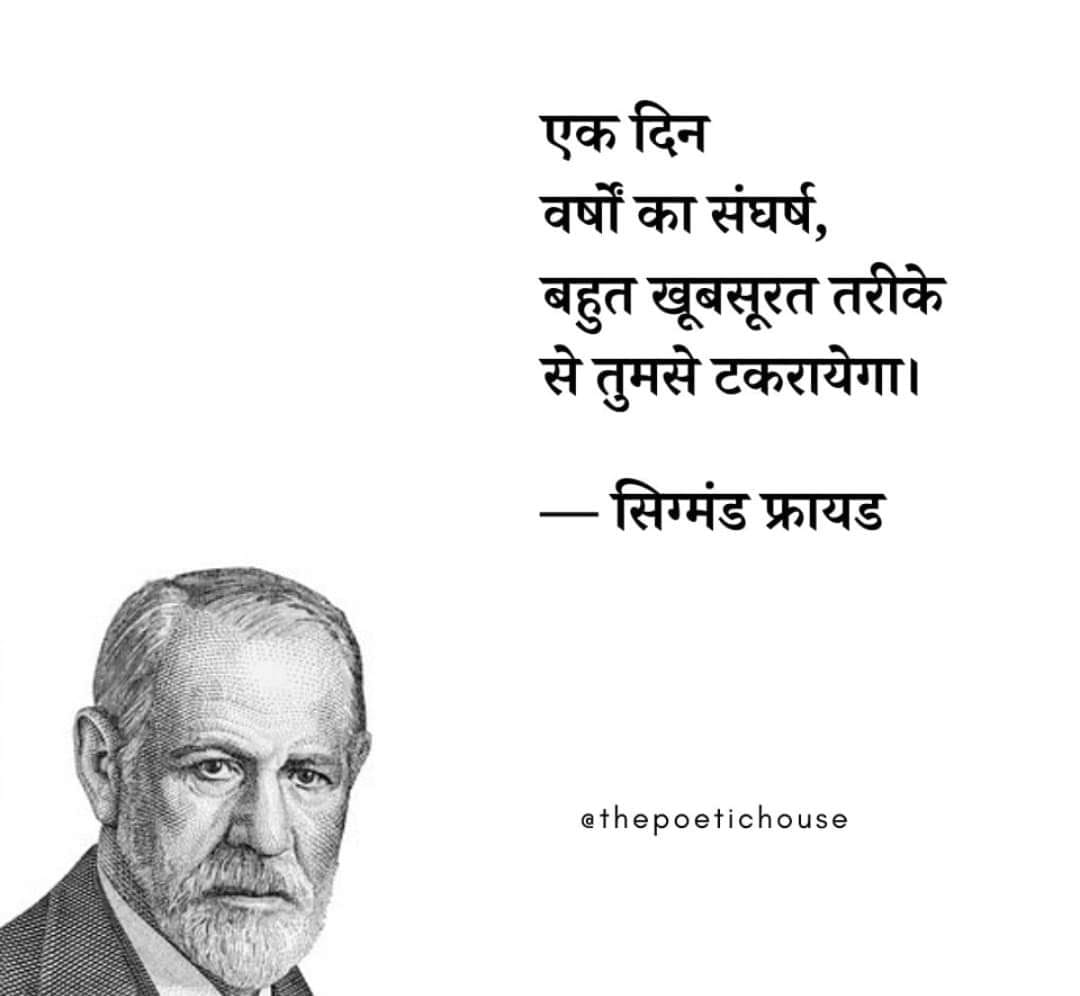 एक दिन
वर्षों का संघर्ष,
बहुत खूबसूरत तरीके
से तुमसे टकरायेगा।
— सिग्मंड फ्रायड
@thepoetichouse